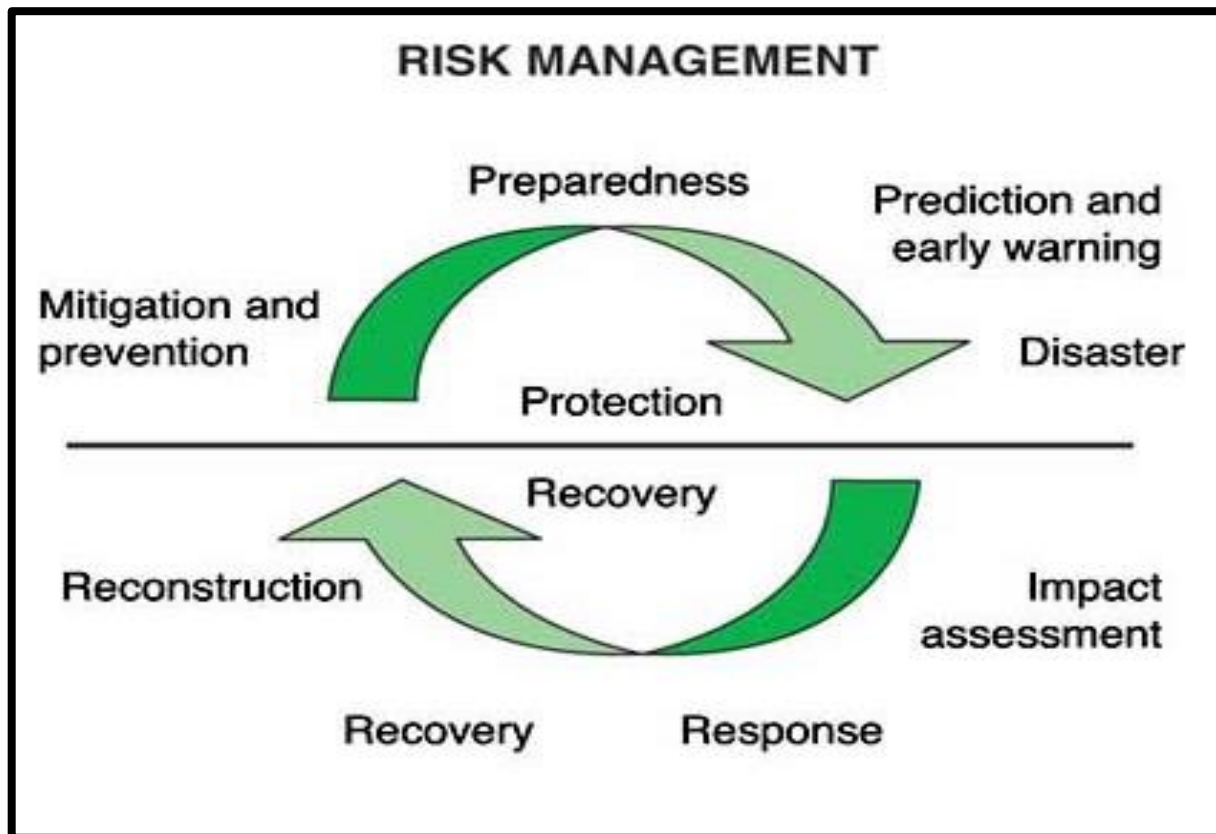 RISK MANAGEMENT
Preparedness
Prediction and
early warning
Mitigation and
prevention
Disaster
Protection
Recovery
Reconstruction
Impact
assessment
Recovery
Response